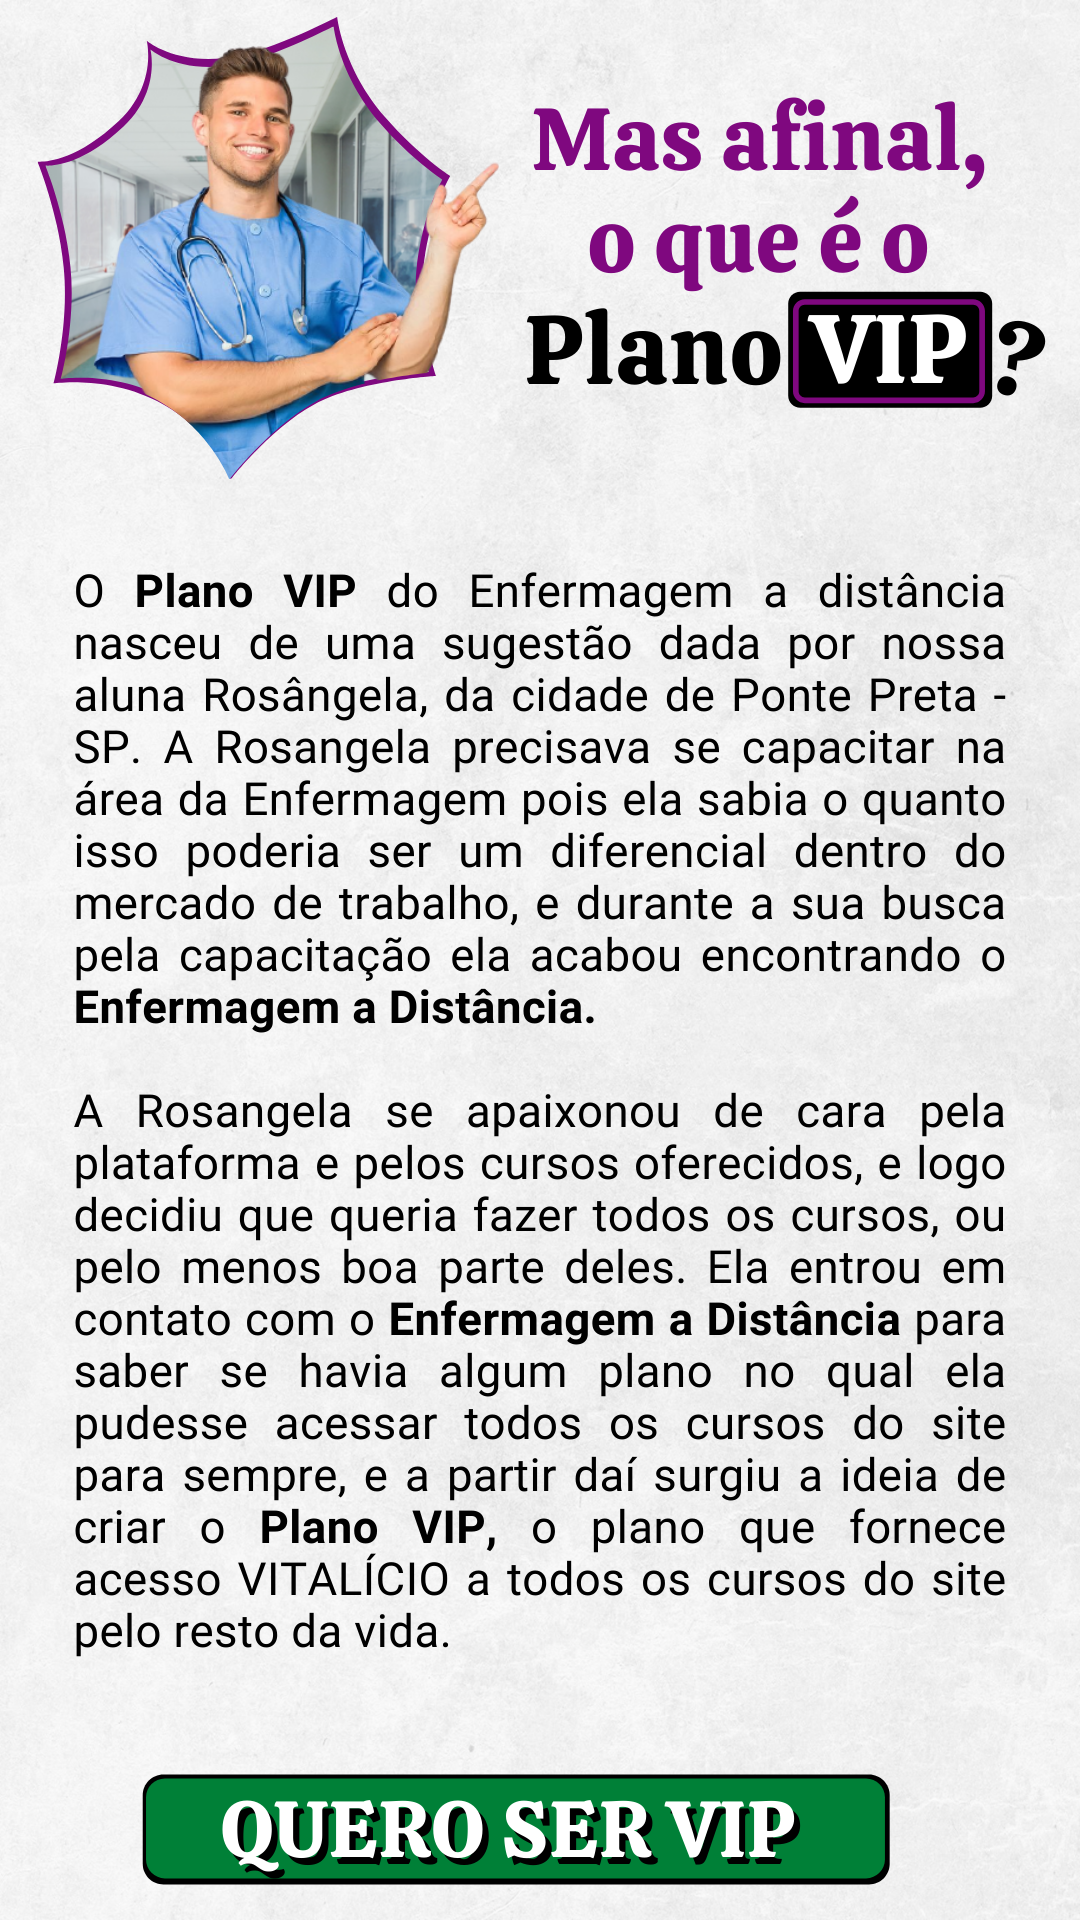 Mas afinal,
o que é o
Plano VIP?
O Plano VIP do Enfermagem a distância
nasceu de uma sugestão dada por nossa
aluna Rosângela, da cidade de Ponte Preta -
SP. A Rosangela precisava se capacitar na
área da Enfermagem pois ela sabia o quanto
isso poderia ser um diferencial dentro do
mercado de trabalho, e durante a sua busca
pela capacitação ela acabou encontrando o
Enfermagem a Distância.
A Rosangela se apaixonou de cara pela
plataforma e pelos cursos oferecidos, e logo
decidiu que queria fazer todos os cursos, ou
pelo menos boa parte deles. Ela entrou em
contato com o Enfermagem a Distância para
saber se havia algum plano no qual ela
pudesse acessar todos os cursos do site
para sempre, e a partir daí surgiu a ideia de
criar o Plano VIP, o plano que fornece
acesso VITALÍCIO a todos os cursos do site
pelo resto da vida.
QUERO SER VIP